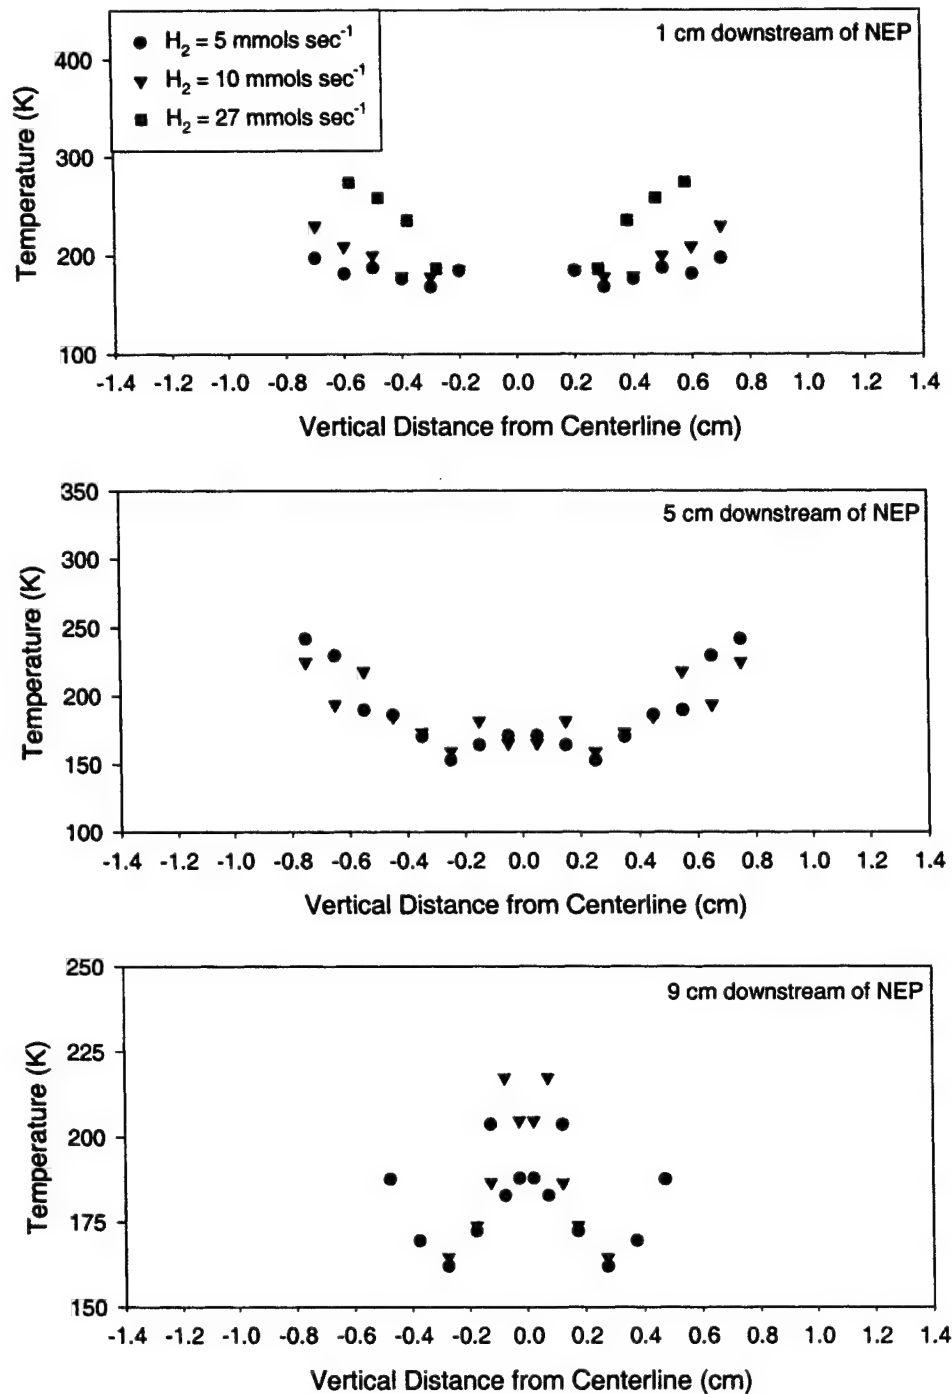 1 cm downstream of NEP
H2 = 5 mmols sec-1
H2 = 10 mmols sec-1
H2 = 27 mmols sec-1
Temperature (K)
400
300
200
100
-1.4 -1.2 -1.0 -0.8 -0.6 -0.4 -0.2 0.0 0.2 0.4 0.6 0.8 1.0 1.2 1.4
Vertical Distance from Centerline (cm)
5 cm downstream of NEP
Temperature (K)
350
300
250
200
150
100
-1.4 -1.2 -1.0 -0.8 -0.6 -0.4 -0.2 0.0 0.2 0.4 0.6 0.8 1.0 1.2 1.4
Vertical Distance from Centerline (cm)
9 cm downstream of NEP
Temperature (K)
250
225
200
175
150
-1.4 -1.2 -1.0 -0.8 -0.6 -0.4 -0.2 0.0 0.2 0.4 0.6 0.8 1.0 1.2 1.4
Vertical Distance from Centerline (cm)